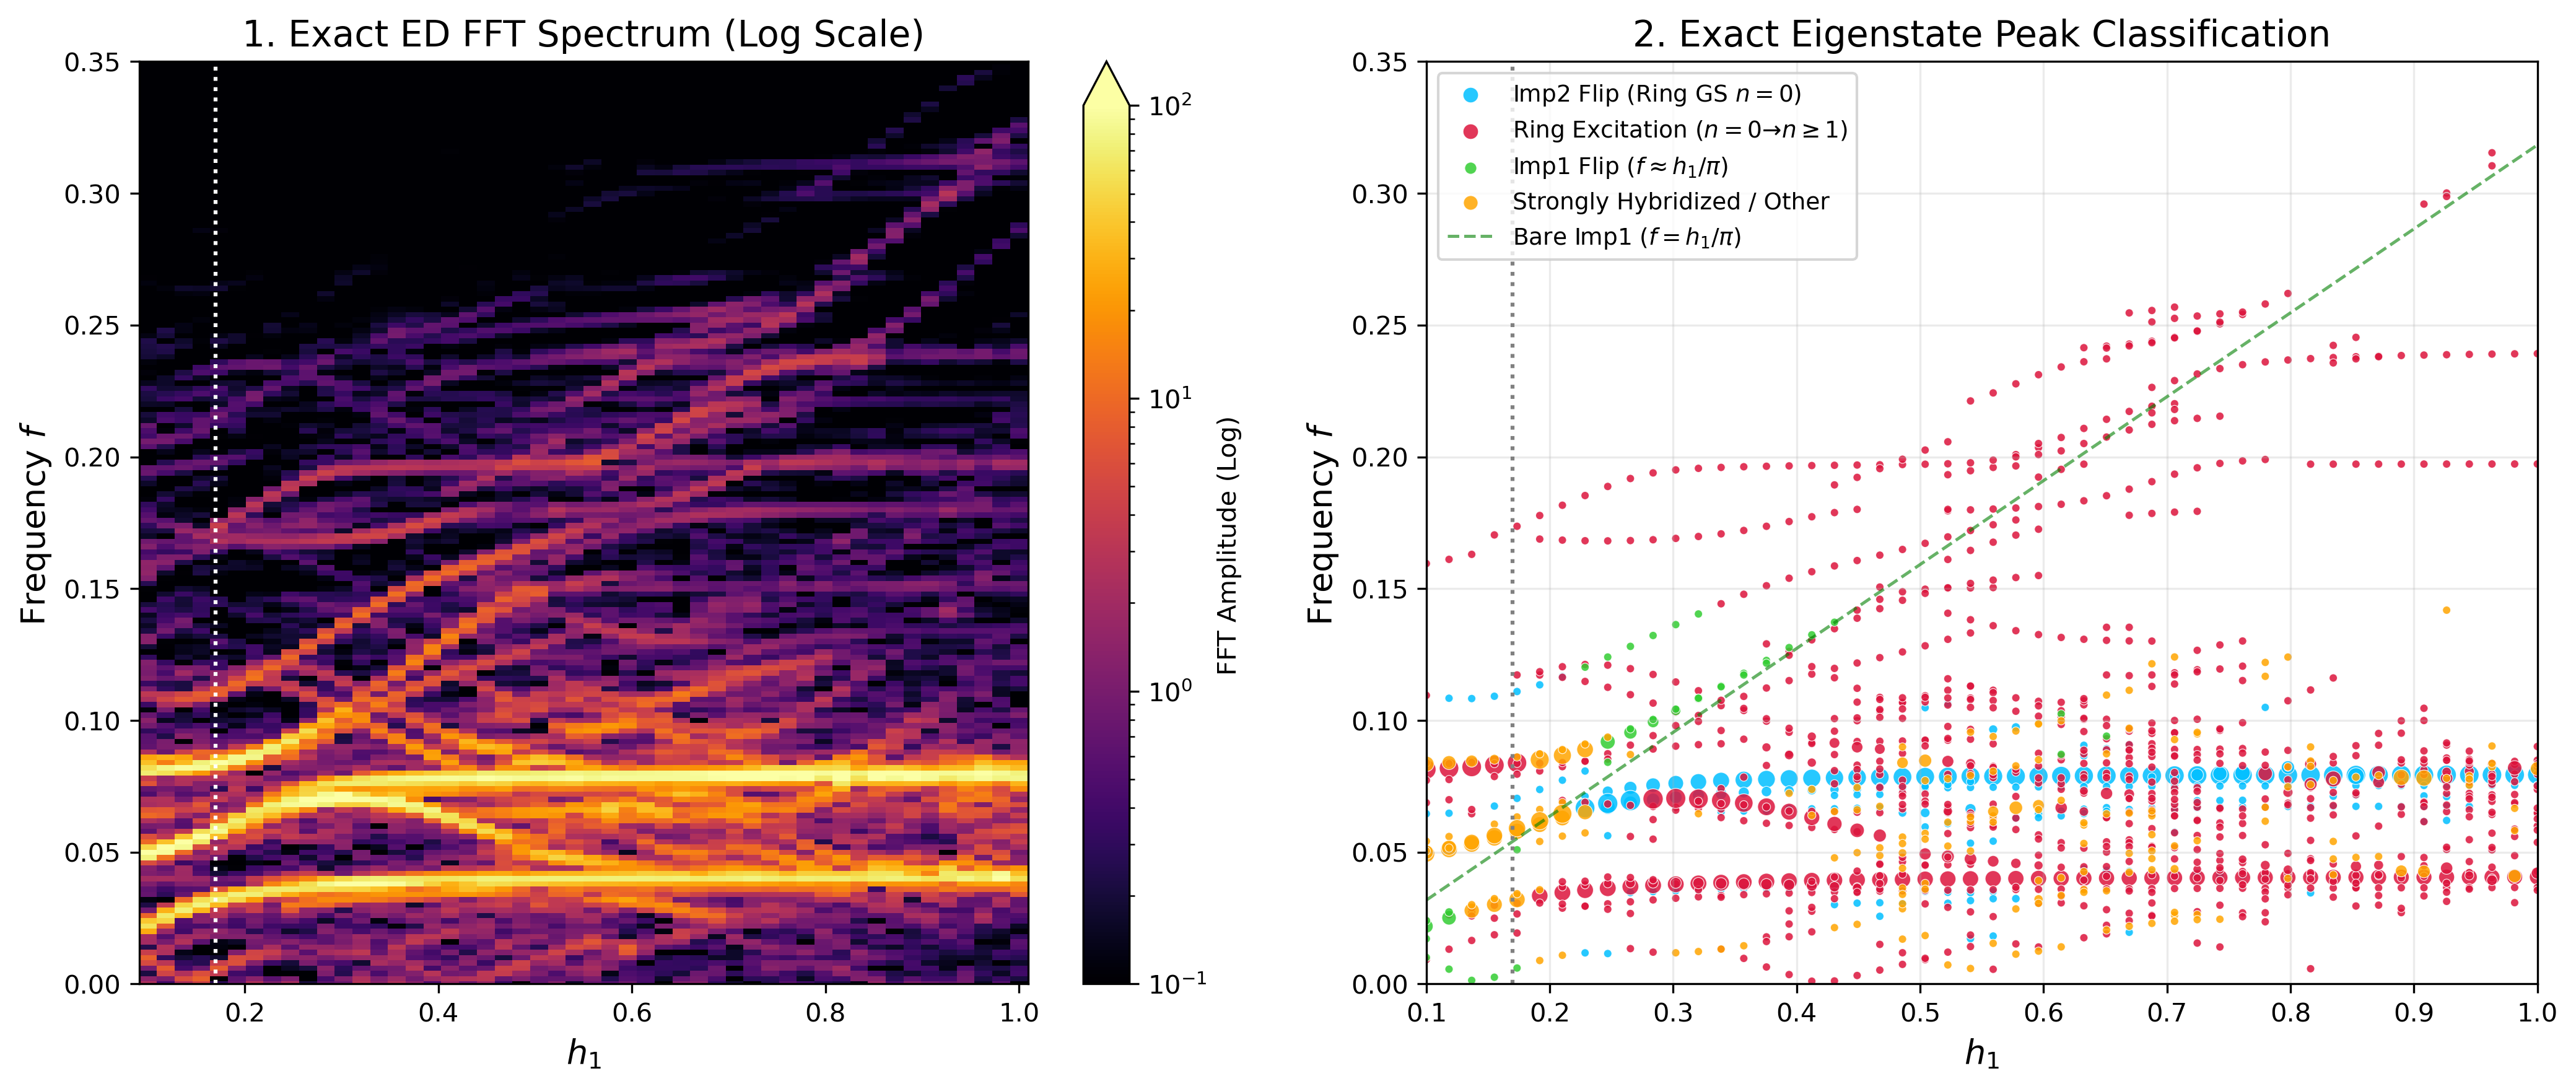 1. Exact ED FFT Spectrum (Log Scale)
0.35
0.30
0.25
0.20
0.15
0.10
0.05
0.00
Frequency f
0.2
0.4
0.6
0.8
1.0
h₁
10²
10¹
10⁰
10⁻¹
FFT Amplitude (Log)
2. Exact Eigenstate Peak Classification
0.35
0.30
0.25
0.20
0.15
0.10
0.05
0.00
Frequency f
Imp2 Flip (Ring GS n = 0)
Ring Excitation (n = 0→n ≥ 1)
Imp1 Flip (f ≈ h₁/π)
Strongly Hybridized / Other
Bare Imp1 (f = h₁/π)
0.1
0.2
0.3
0.4
0.5
0.6
0.7
0.8
0.9
1.0
h₁